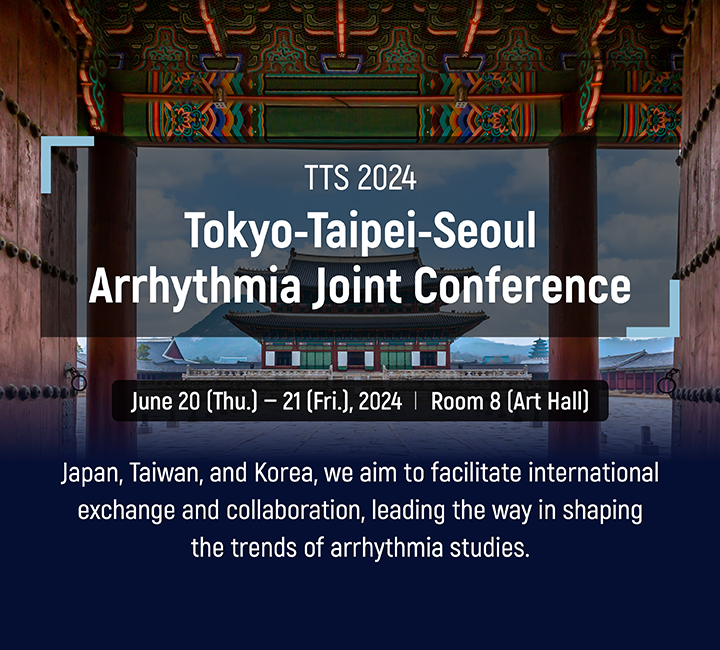 TTS 2024
Tokyo-Taipei-Seoul
Arrhythmia Joint Conference
June 20 (Thu.) – 21 (Fri.), 2024 | Room 8 (Art Hall)
Japan, Taiwan, and Korea, we aim to facilitate international
exchange and collaboration, leading the way in shaping
the trends of arrhythmia studies.